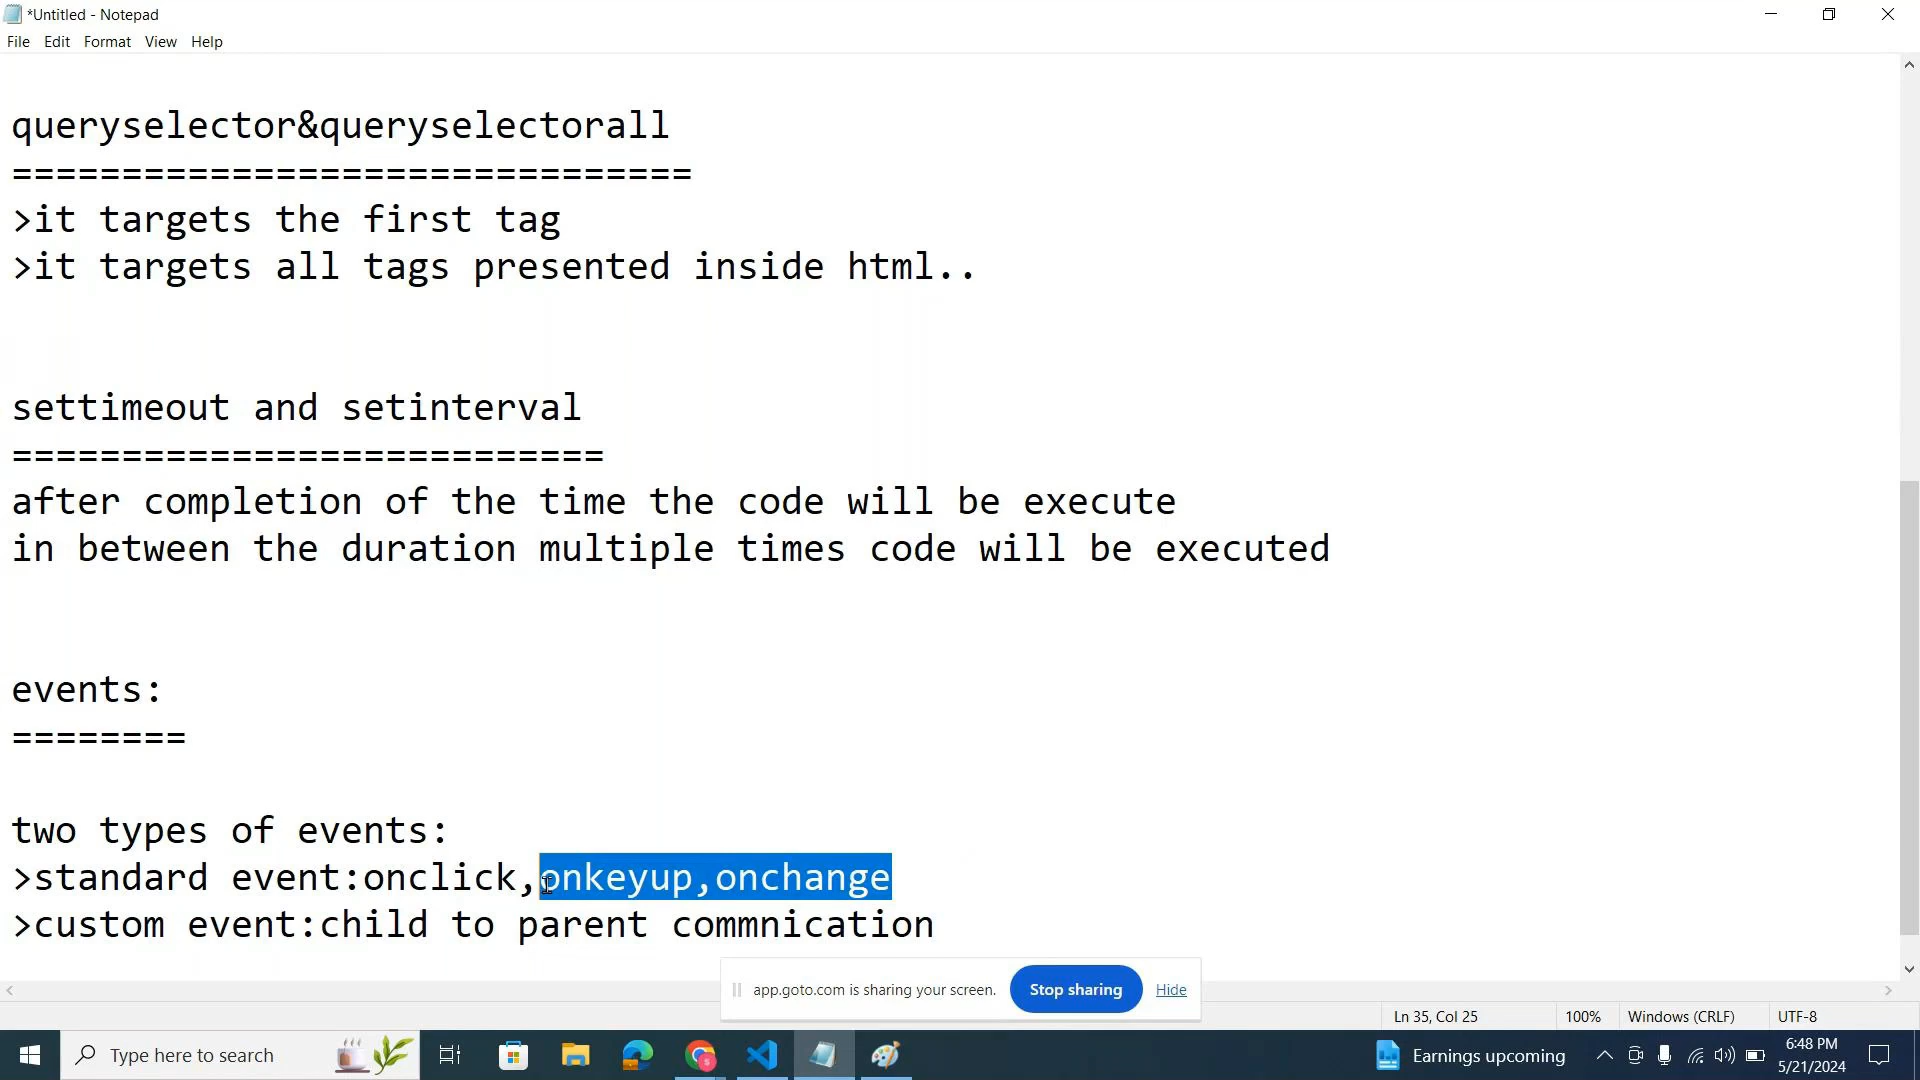 *Untitled - Notepad
File Edit Format View Help
queryselector&queryselectorall
===============================
>it targets the first tag
>it targets all tags presented inside html..
settimeout and setinterval
===========================
after completion of the time the code will be execute
in between the duration multiple times code will be executed
events:
========
two types of events:
>standard event:onclick,onkeyup,onchange
>custom event:child to parent commnication
app.goto.com is sharing your screen. Stop sharing Hide
Ln 35, Col 25 100% Windows (CRLF) UTF-8
Type here to search Earnings upcoming 6:48 PM
5/21/2024